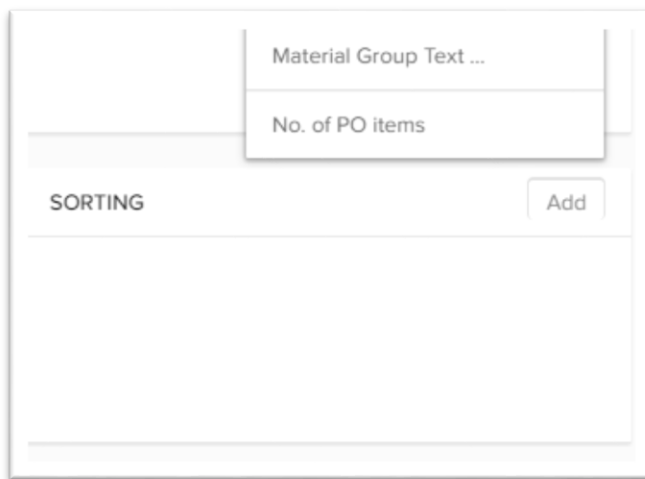 Material Group Text ...
No. of PO items
SORTING
Add